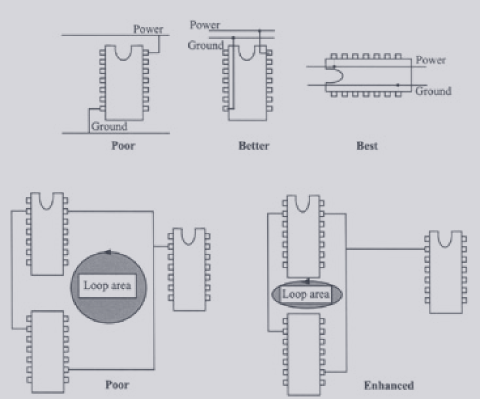 Power
Ground
Poor
Power
Ground
Better
Power
Ground
Best
Loop area
Poor
Loop area
Enhanced